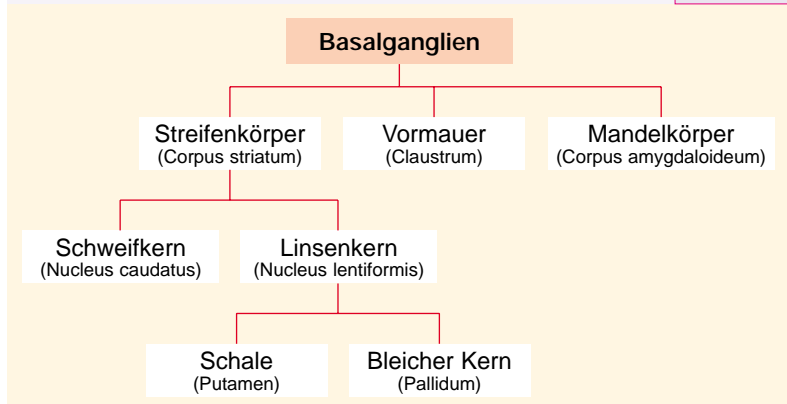 Basalganglien
Streifenkörper
(Corpus striatum)
Vormauer
(Claustrum)
Mandelkörper
(Corpus amygdaloideum)
Schweifkern
(Nucleus caudatus)
Linsenkern
(Nucleus lentiformis)
Schale
(Putamen)
Bleicher Kern
(Pallidum)